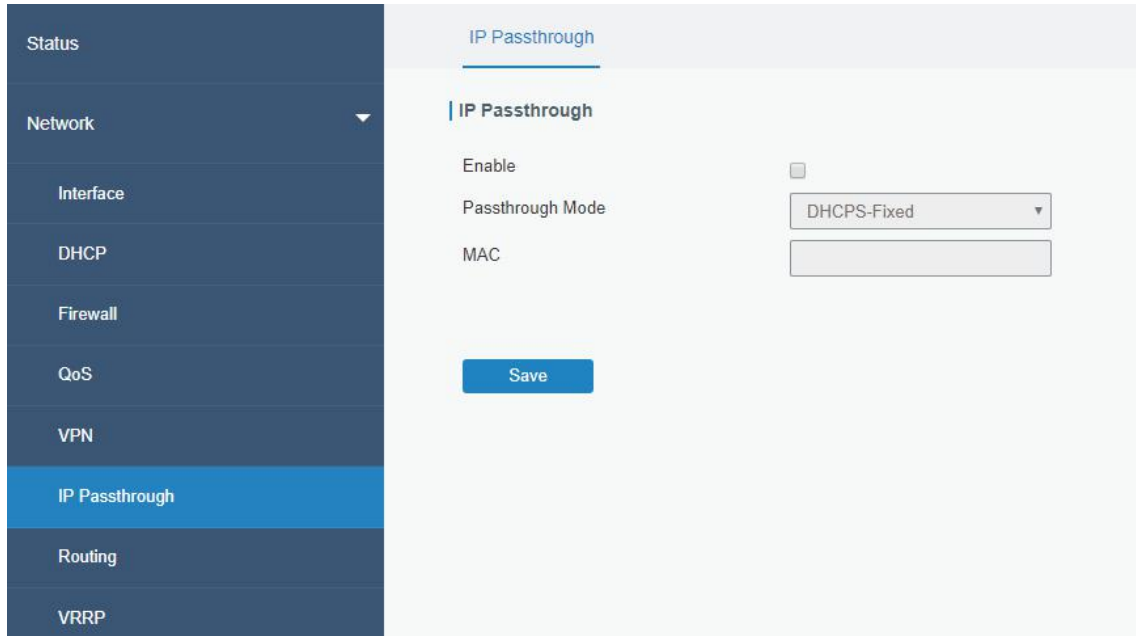 Status
Network
Interface
DHCP
Firewall
QoS
VPN
IP Passthrough
Routing
VRRP
IP Passthrough
IP Passthrough
Enable
Passthrough Mode
DHCPS-Fixed
MAC
Save